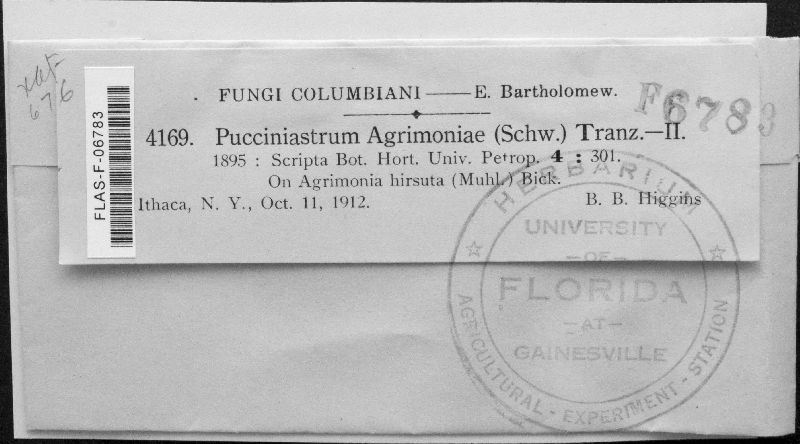 FUNGI COLUMBIANI — E. Bartholomew.
F6783
4169. Pucciniastrum Agrimoniae (Schw.) Tranz.—II.
1895 : Scripta Bot. Hort. Univ. Petrop. 4 : 301.
On Agrimonia hirsuta (Muhl.) Bick.
Ithaca, N. Y., Oct. 11, 1912. B. B. Higgins
FLAS-F-06783
676
HERBARIUM
UNIVERSITY
—OF—
FLORIDA
—AT—
GAINESVILLE
AGRICULTURAL - EXPERIMENT - STATION